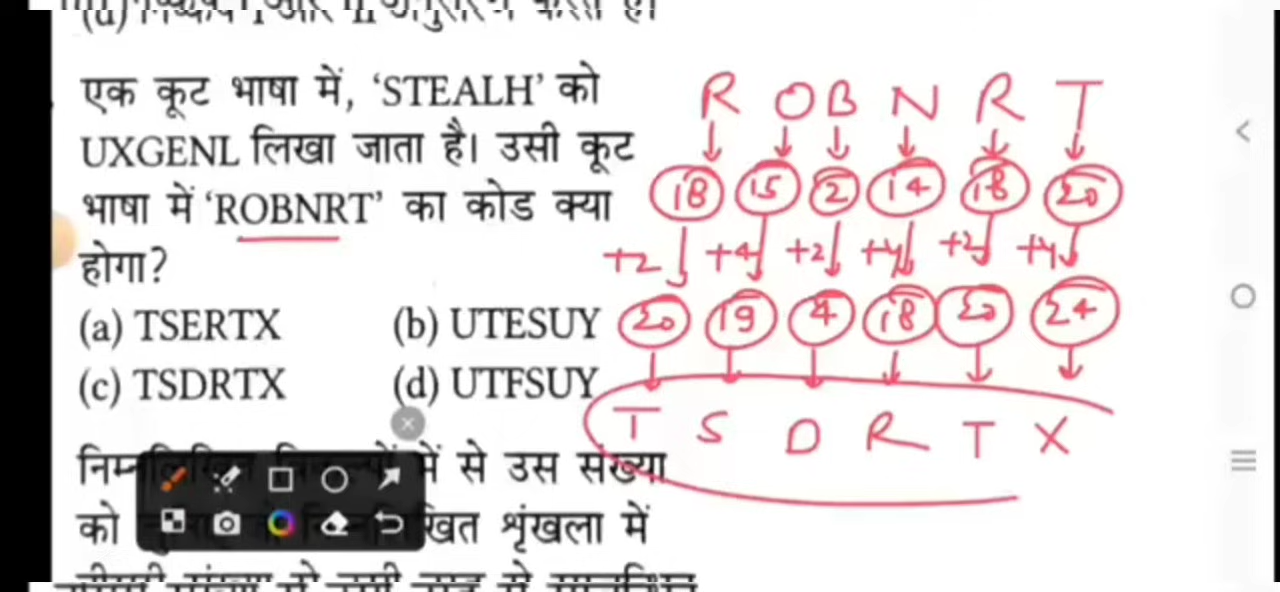 एक कूट भाषा में, ‘STEALH’ को
UXGENL लिखा जाता है। उसी कूट
भाषा में ‘ROBNRT’ का कोड क्या
होगा?
(a) TSERTX (b) UTESUY
(c) TSDRTX (d) UTFSUY
में से उस संख्या
को
शृंखला में
R O B N R T
18 15 2 14 18 20
+2 +4 +2 +4 +2 +4
20 19 4 18 20 24
T S D R T X